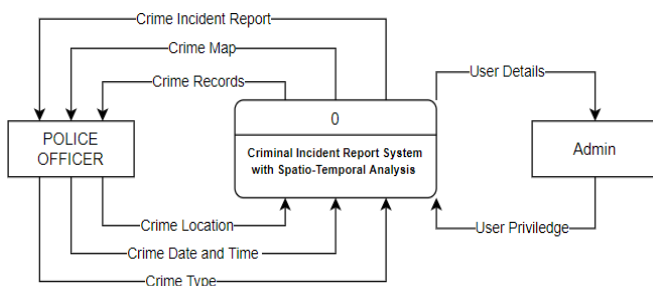 Crime Incident Report
Crime Map
Crime Records
User Details
0
POLICE
OFFICER
Criminal Incident Report System
with Spatio-Temporal Analysis
Admin
Crime Location
User Priviledge
Crime Date and Time
Crime Type